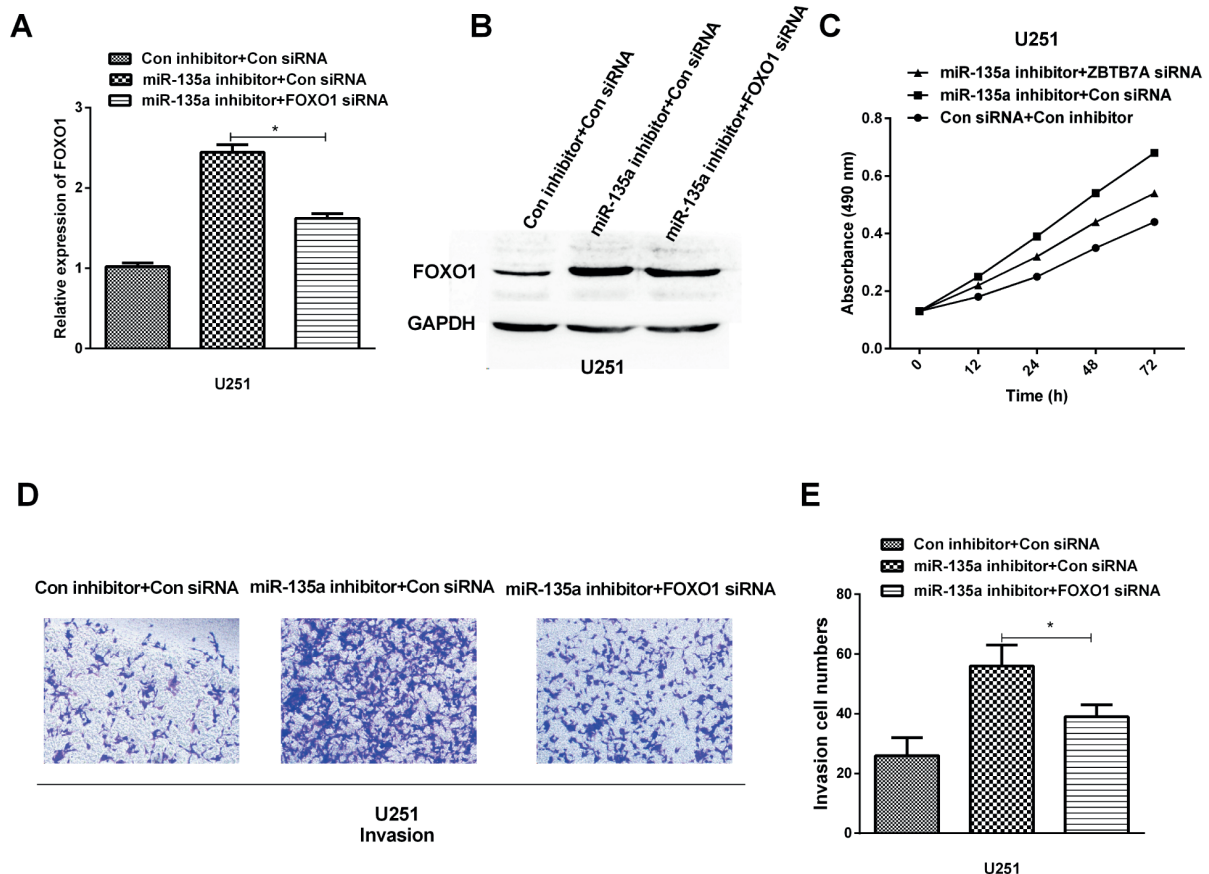 A
Con inhibitor+Con siRNA
miR-135a inhibitor+Con siRNA
miR-135a inhibitor+FOXO1 siRNA
Relative expression of FOXO1
3
2
1
0
*
U251
B
Con inhibitor+Con siRNA
miR-135a inhibitor+Con siRNA
miR-135a inhibitor+FOXO1 siRNA
FOXO1
GAPDH
U251
C
U251
miR-135a inhibitor+ZBTB7A siRNA
miR-135a inhibitor+Con siRNA
Con siRNA+Con inhibitor
Absorbance (490 nm)
0.8
0.6
0.4
0.2
0.0
0 12 24 48 72
Time (h)
D
Con inhibitor+Con siRNA miR-135a inhibitor+Con siRNA miR-135a inhibitor+FOXO1 siRNA
U251
Invasion
E
Con inhibitor+Con siRNA
miR-135a inhibitor+Con siRNA
miR-135a inhibitor+FOXO1 siRNA
Invasion cell numbers
80
60
40
20
0
*
U251